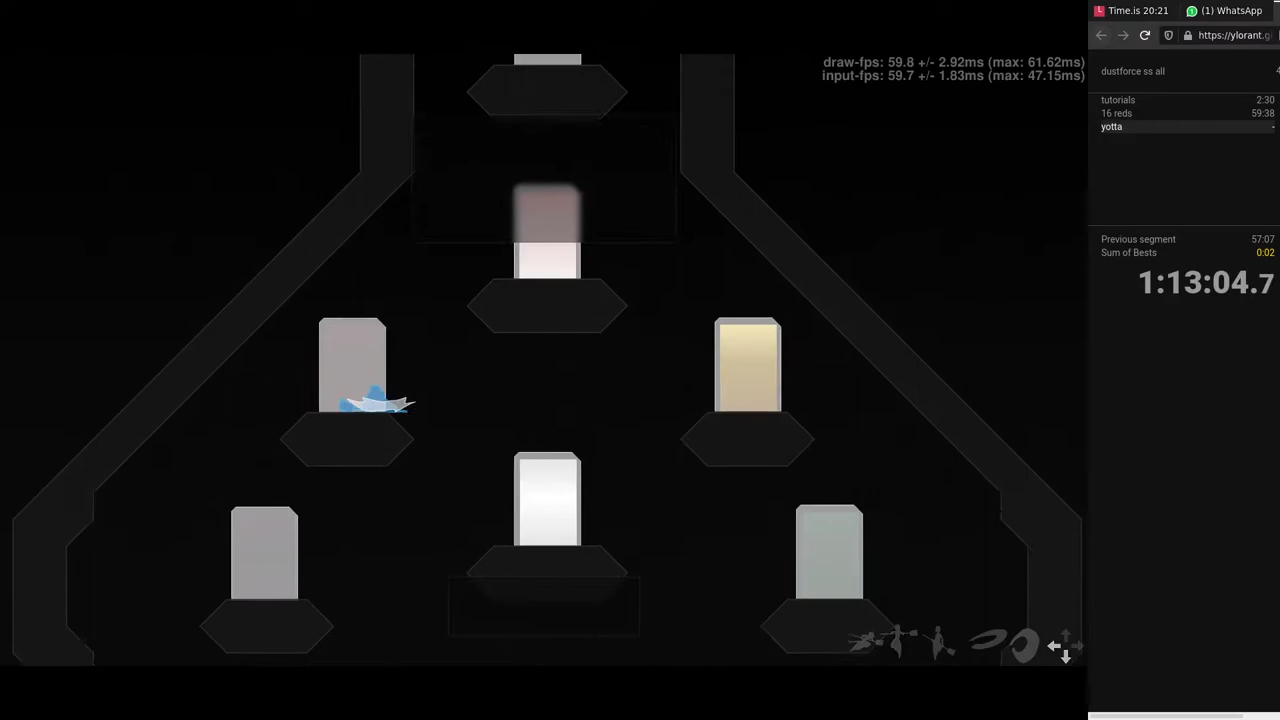 Time.is 20:21
(1) WhatsApp
https://ylorant.g
draw-fps: 59.8 +/- 2.92ms (max: 61.62ms)
input-fps: 59.7 +/- 1.83ms (max: 47.15ms)
dustforce ss all
tutorials 2:30
16 reds 59:38
yotta -
Previous segment 57:07
Sum of Bests 0:02
1:13:04.7